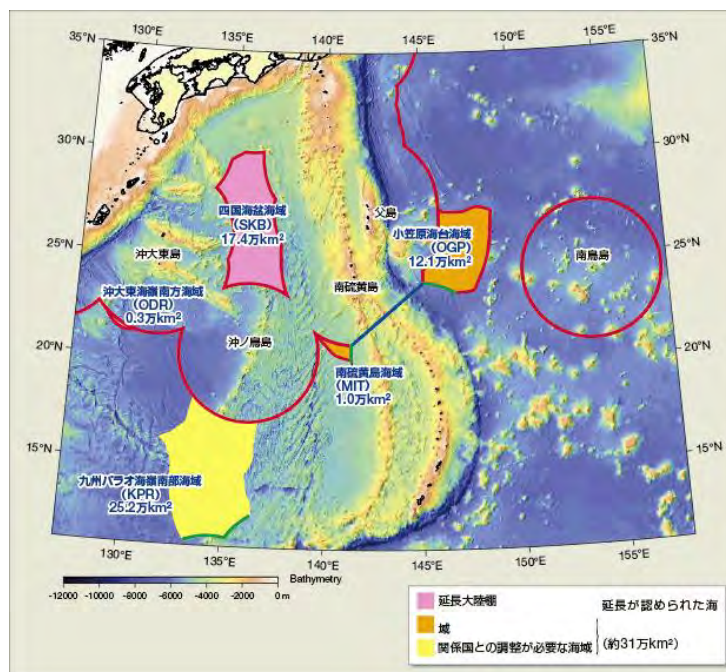 35°N
135°E
140°E
145°E
150°E
155°E
35°N
30°N
30°N
四国海盆海域
(SKB)
17.4万km²
父島
小笠原海台海域
(OGP)
12.1万km²
25°N
25°N
沖大東島
南鳥島
南硫黄島
沖大東海嶺南方海域
(ODR)
0.3万km²
20°N
沖ノ鳥島
20°N
南硫黄島海域
(MIT)
1.0万km²
15°N
15°N
九州パラオ海嶺南部海域
(KPR)
25.2万km²
130°E
135°E
140°E
145°E
150°E
155°E
Bathymetry
-12000 -10000 -8000 -6000 -4000 -2000 0 m
延長大陸棚
延長が認められた海
域
(約31万km²)
関係国との調整が必要な海域